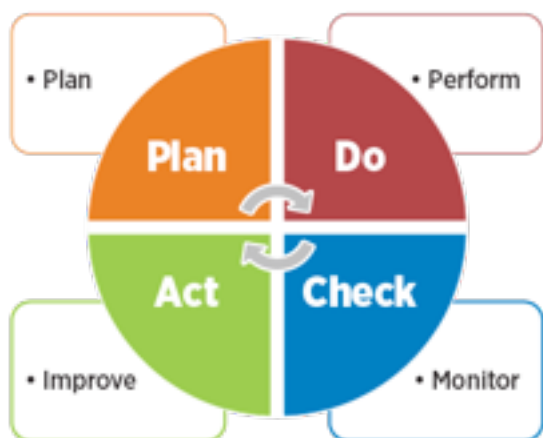 • Plan
• Perform
Plan
Do
Act
Check
• Improve
• Monitor